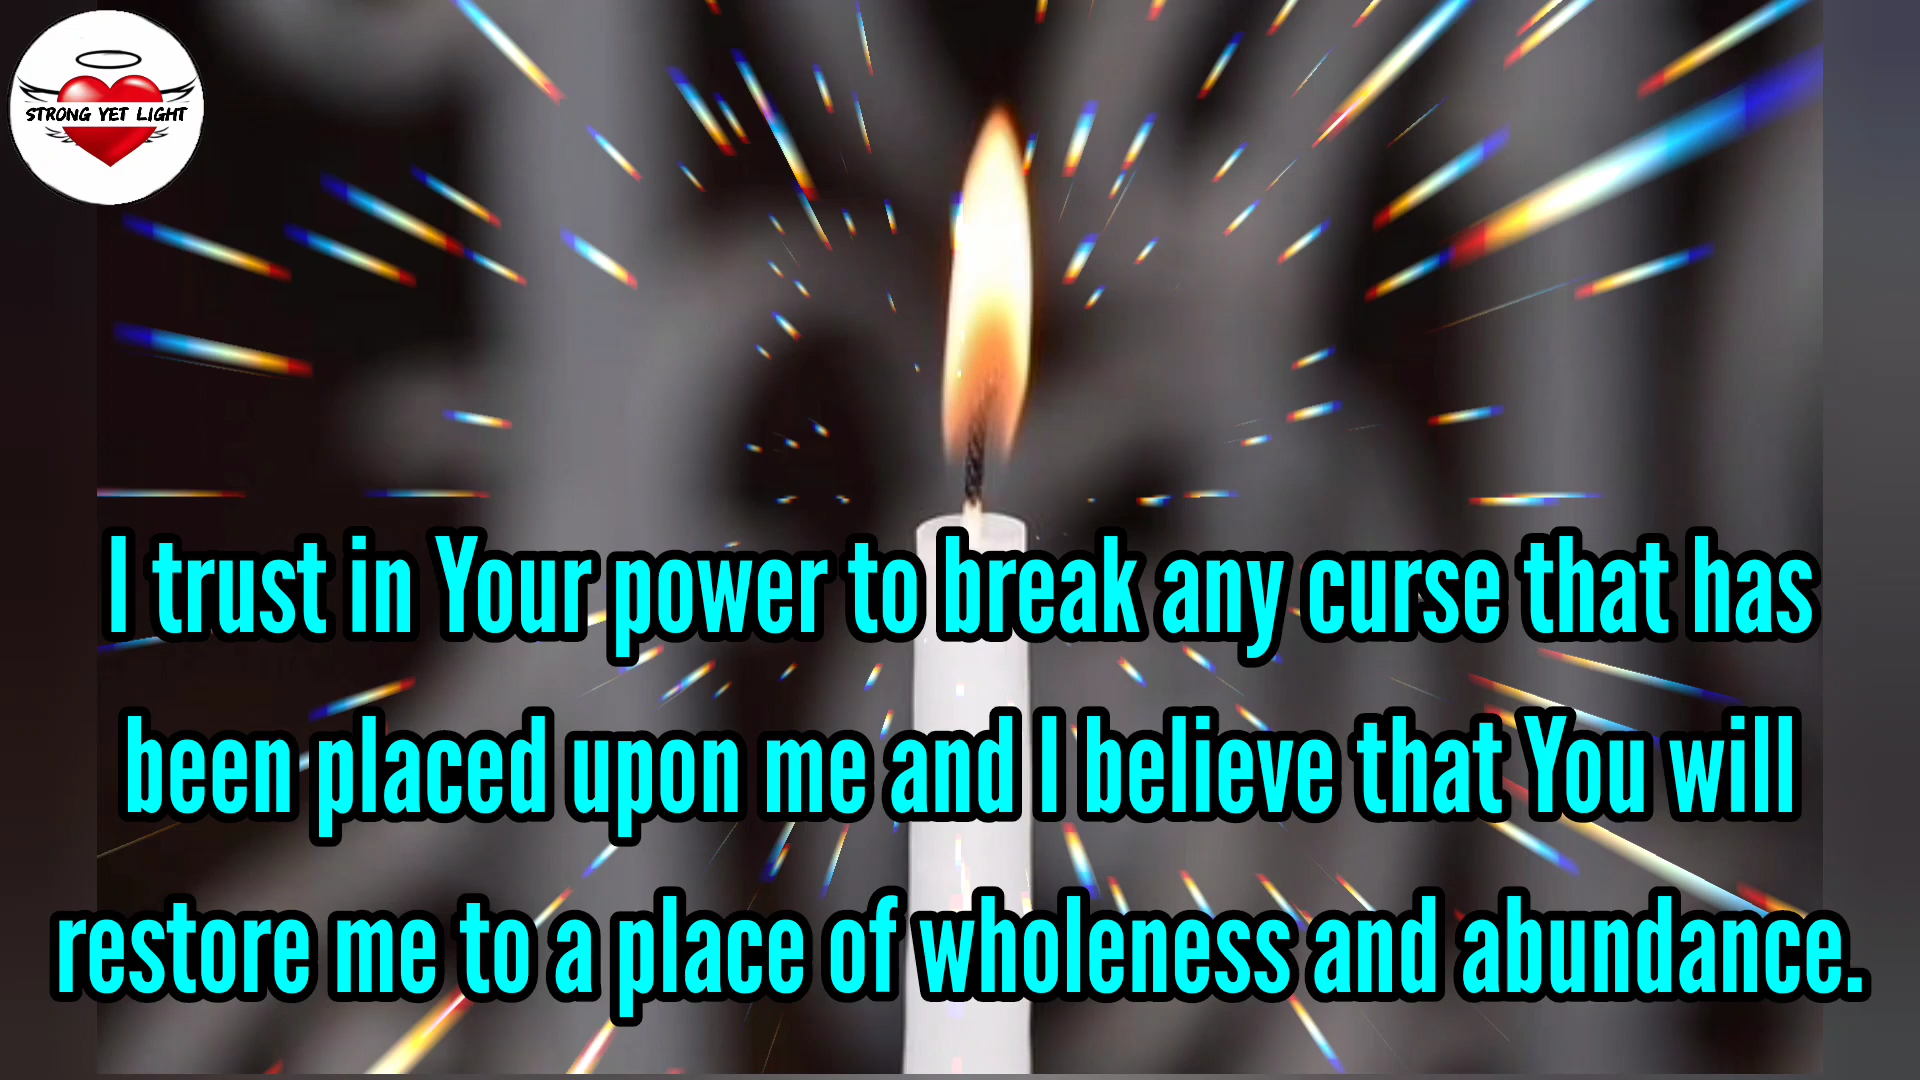 STRONG YET LIGHT
I trust in Your power to break any curse that has
been placed upon me and I believe that You will
restore me to a place of wholeness and abundance.